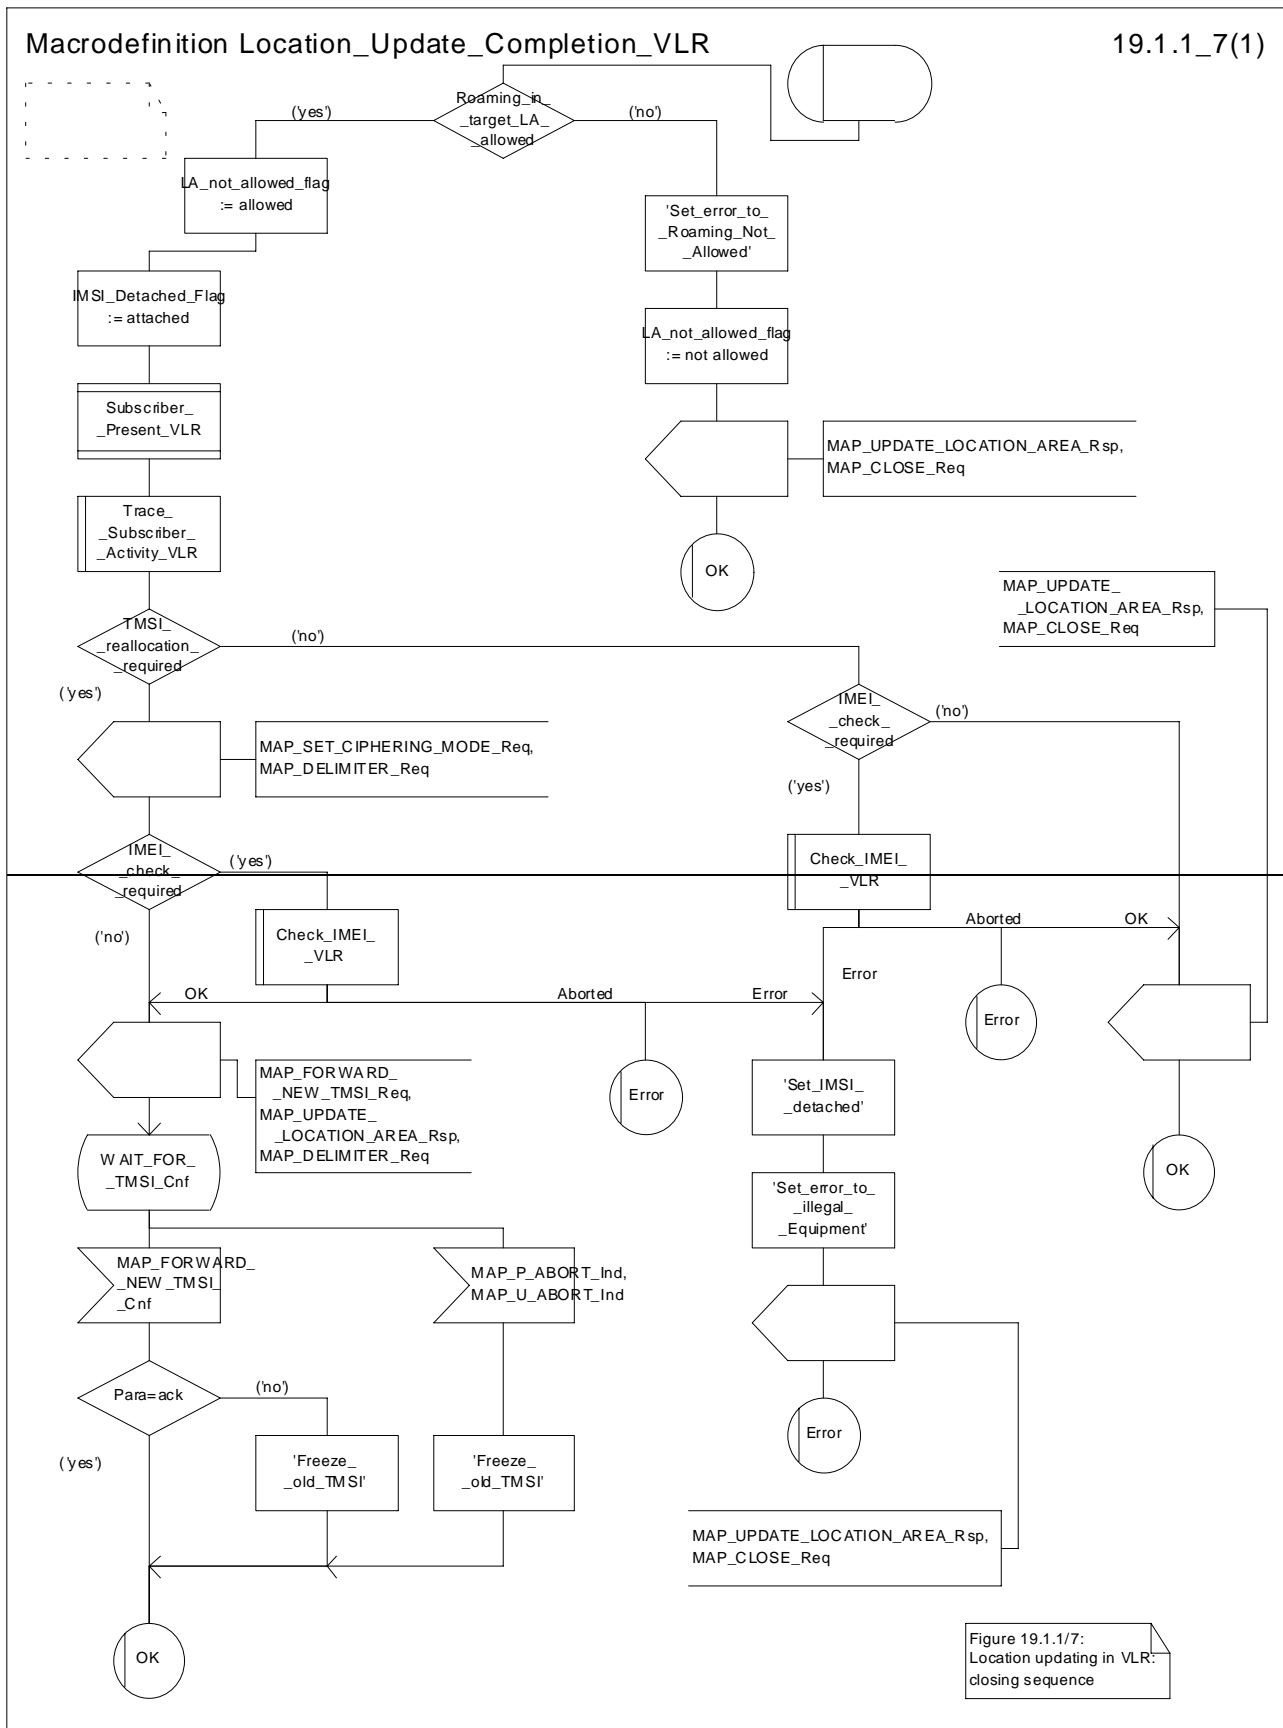 Macrodefinition Location_Update_Completion_VLR
19.1.1_7(1)
Roaming_in_
_target_LA_
_allowed
('yes')
('no')
LA_not_allowed_flag
:= allowed
'Set_error_to_
_Roaming_Not_
_Allowed'
IMSI_Detached_Flag
:= attached
LA_not_allowed_flag
:= not allowed
Subscriber_
_Present_VLR
MAP_UPDATE_LOCATION_AREA_Rsp,
MAP_CLOSE_Req
Trace_
_Subscriber_
_Activity_VLR
OK
MAP_UPDATE_
_LOCATION_AREA_Rsp,
MAP_CLOSE_Req
TMSI_
_reallocation_
_required
('no')
('yes')
IMEI_
_check_
_required
('no')
('yes')
MAP_SET_CIPHERING_MODE_Req,
MAP_DELIMITER_Req
IMEI_
_check_
_required
('yes')
('no')
Check_IMEI_
_VLR
Check_IMEI_
_VLR
Aborted
OK
Error
Error
OK
Aborted
Error
Error
MAP_FORWARD_
_NEW_TMSI_Req,
MAP_UPDATE_
_LOCATION_AREA_Rsp,
MAP_DELIMITER_Req
'Set_IMSI_
_detached'
WAIT_FOR_
_TMSI_Cnf
OK
'Set_error_to_
_illegal_
_Equipment'
MAP_FORWARD_
_NEW_TMSI_
_Cnf
MAP_P_ABORT_Ind,
MAP_U_ABORT_Ind
Para=ack
('no')
('yes')
Error
'Freeze_
_old_TMSI'
'Freeze_
_old_TMSI'
MAP_UPDATE_LOCATION_AREA_Rsp,
MAP_CLOSE_Req
OK
Figure 19.1.1/7:
Location updating in VLR:
closing sequence